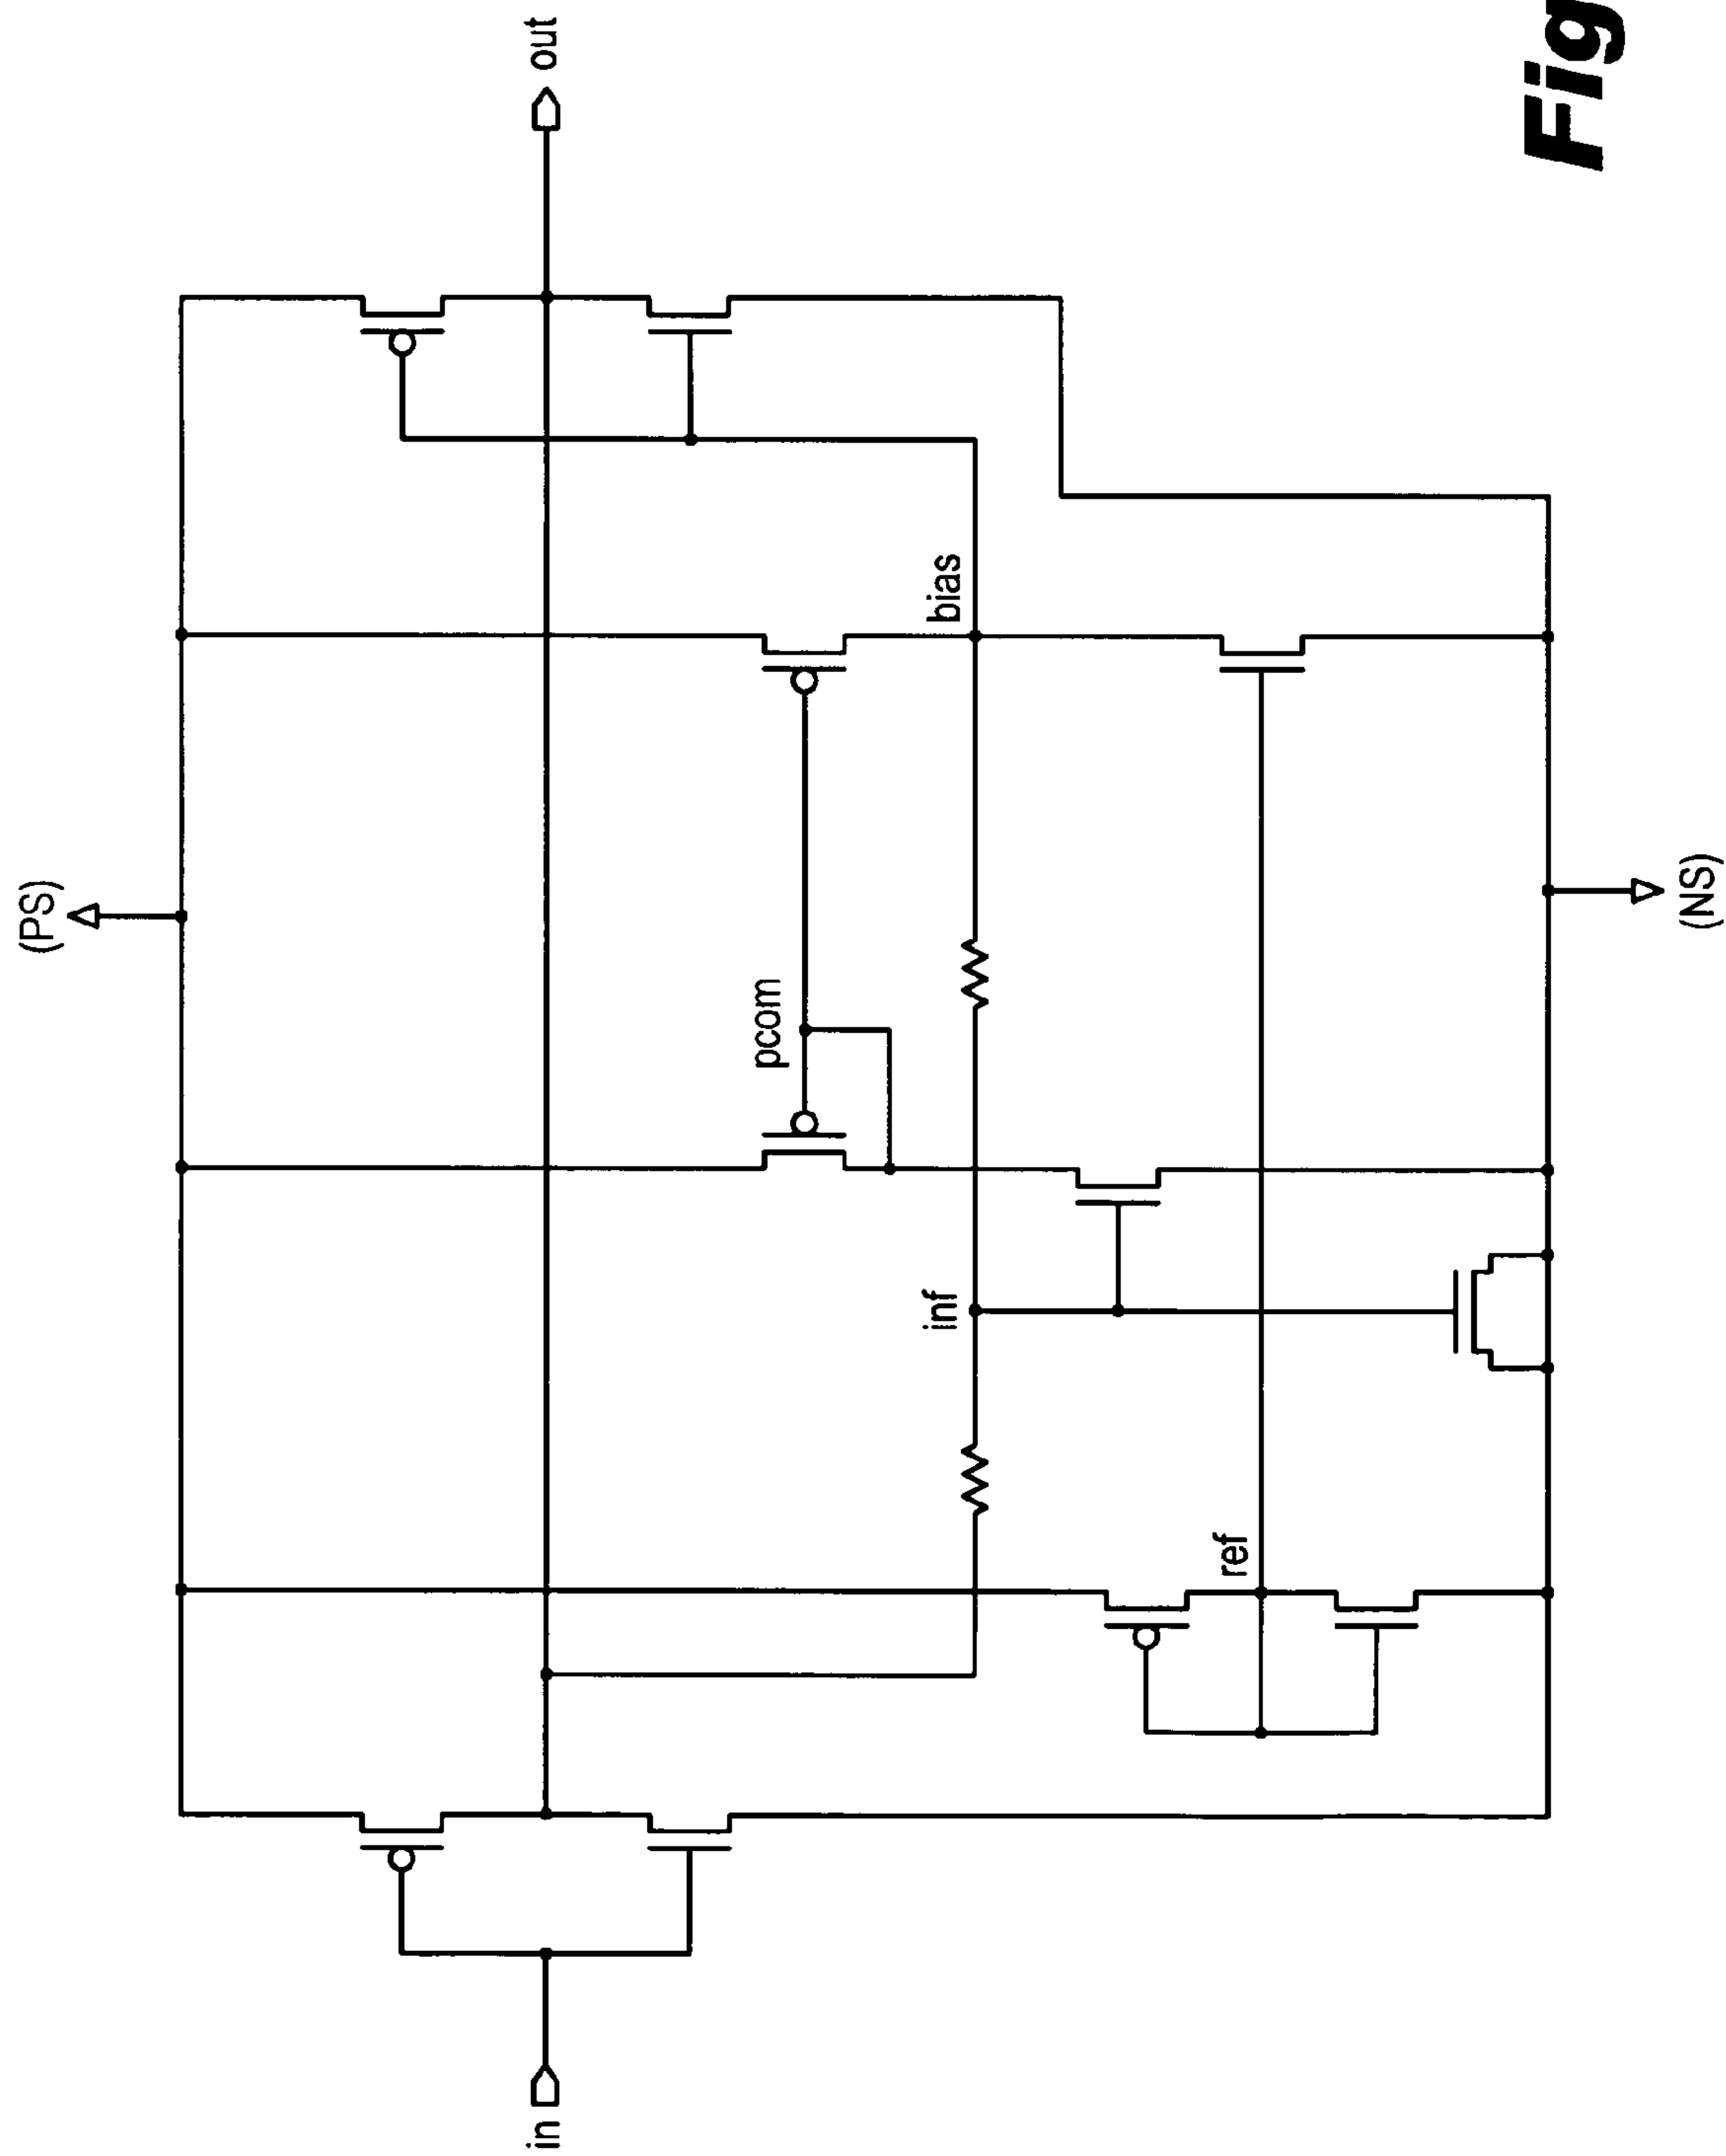 (PS)
out
in
pcom
bias
inf
ref
(NS)
Fig